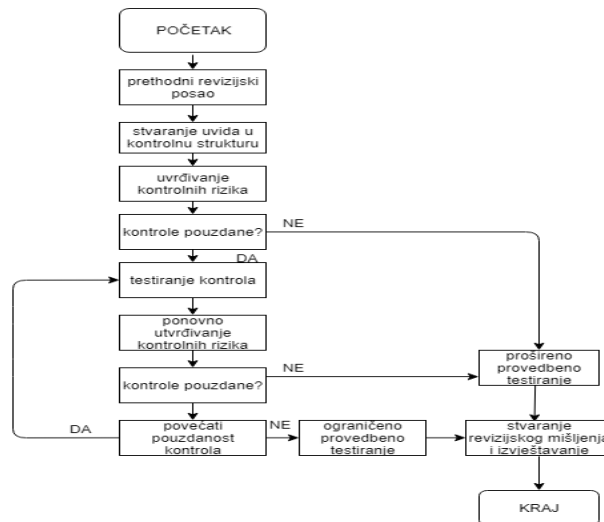 POČETAK
prethodni revizijski
posao
stvaranje uvida u
kontrolnu strukturu
uvrđivanje
kontrolnih rizika
kontrole pouzdane?
NE
DA
testiranje kontrola
ponovno
utvrđivanje
kontrolnih rizika
kontrole pouzdane?
NE
prošireno
provedbeno
testiranje
DA
povečati
pouzdanost
kontrola
NE
ograničeno
provedbeno
testiranje
stvaranje
revizijskog mišljenja
i izvještavanje
KRAJ